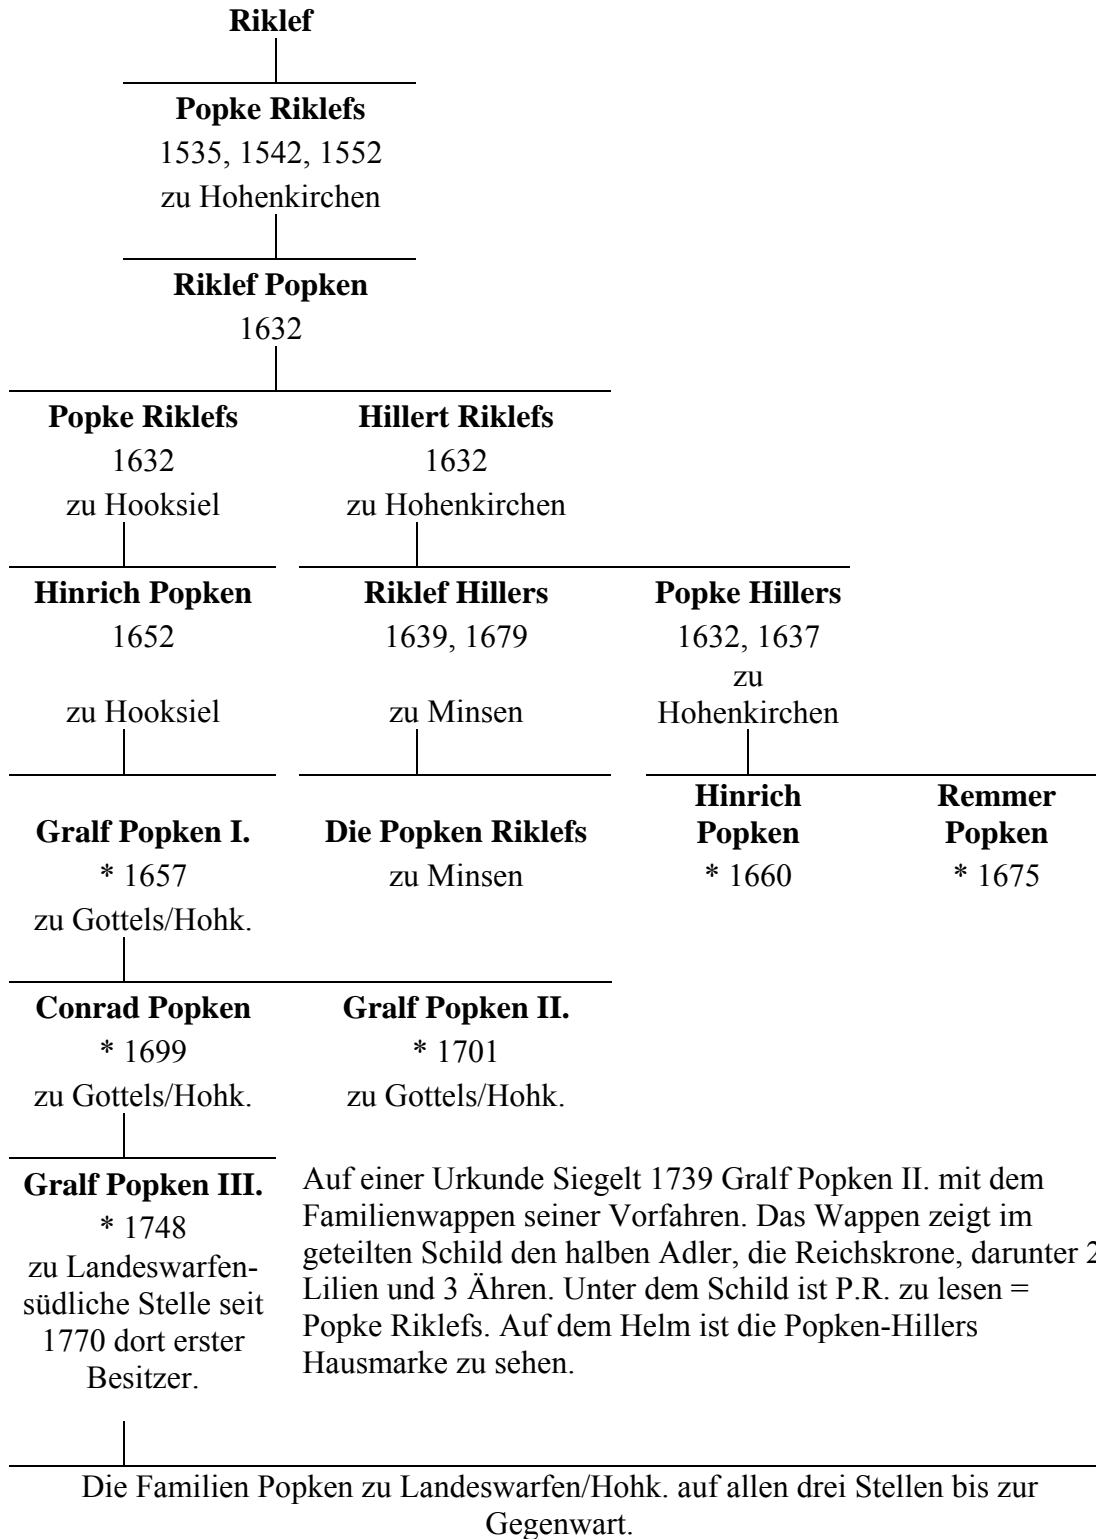 Riklef
Popke Riklefs
1535, 1542, 1552
zu Hohenkirchen
Riklef Popken
1632
Popke Riklefs
1632
zu Hooksiel
Hillert Riklefs
1632
zu Hohenkirchen
Hinrich Popken
1652
zu Hooksiel
Riklef Hillers
1639, 1679
zu Minsen
Popke Hillers
1632, 1637
zu
Hohenkirchen
Gralf Popken I.
* 1657
zu Gottels/Hohk.
Die Popken Riklefs
zu Minsen
Hinrich
Popken
* 1660
Remmer
Popken
* 1675
Conrad Popken
* 1699
zu Gottels/Hohk.
Gralf Popken II.
* 1701
zu Gottels/Hohk.
Gralf Popken III.
* 1748
zu Landeswarfen-
südliche Stelle seit
1770 dort erster
Besitzer.
Auf einer Urkunde Siegelt 1739 Gralf Popken II. mit dem
Familienwappen seiner Vorfahren. Das Wappen zeigt im
geteilten Schild den halben Adler, die Reichskrone, darunter 2
Lilien und 3 Ähren. Unter dem Schild ist P.R. zu lesen =
Popke Riklefs. Auf dem Helm ist die Popken-Hillers
Hausmarke zu sehen.
Die Familien Popken zu Landeswarfen/Hohk. auf allen drei Stellen bis zur
Gegenwart.